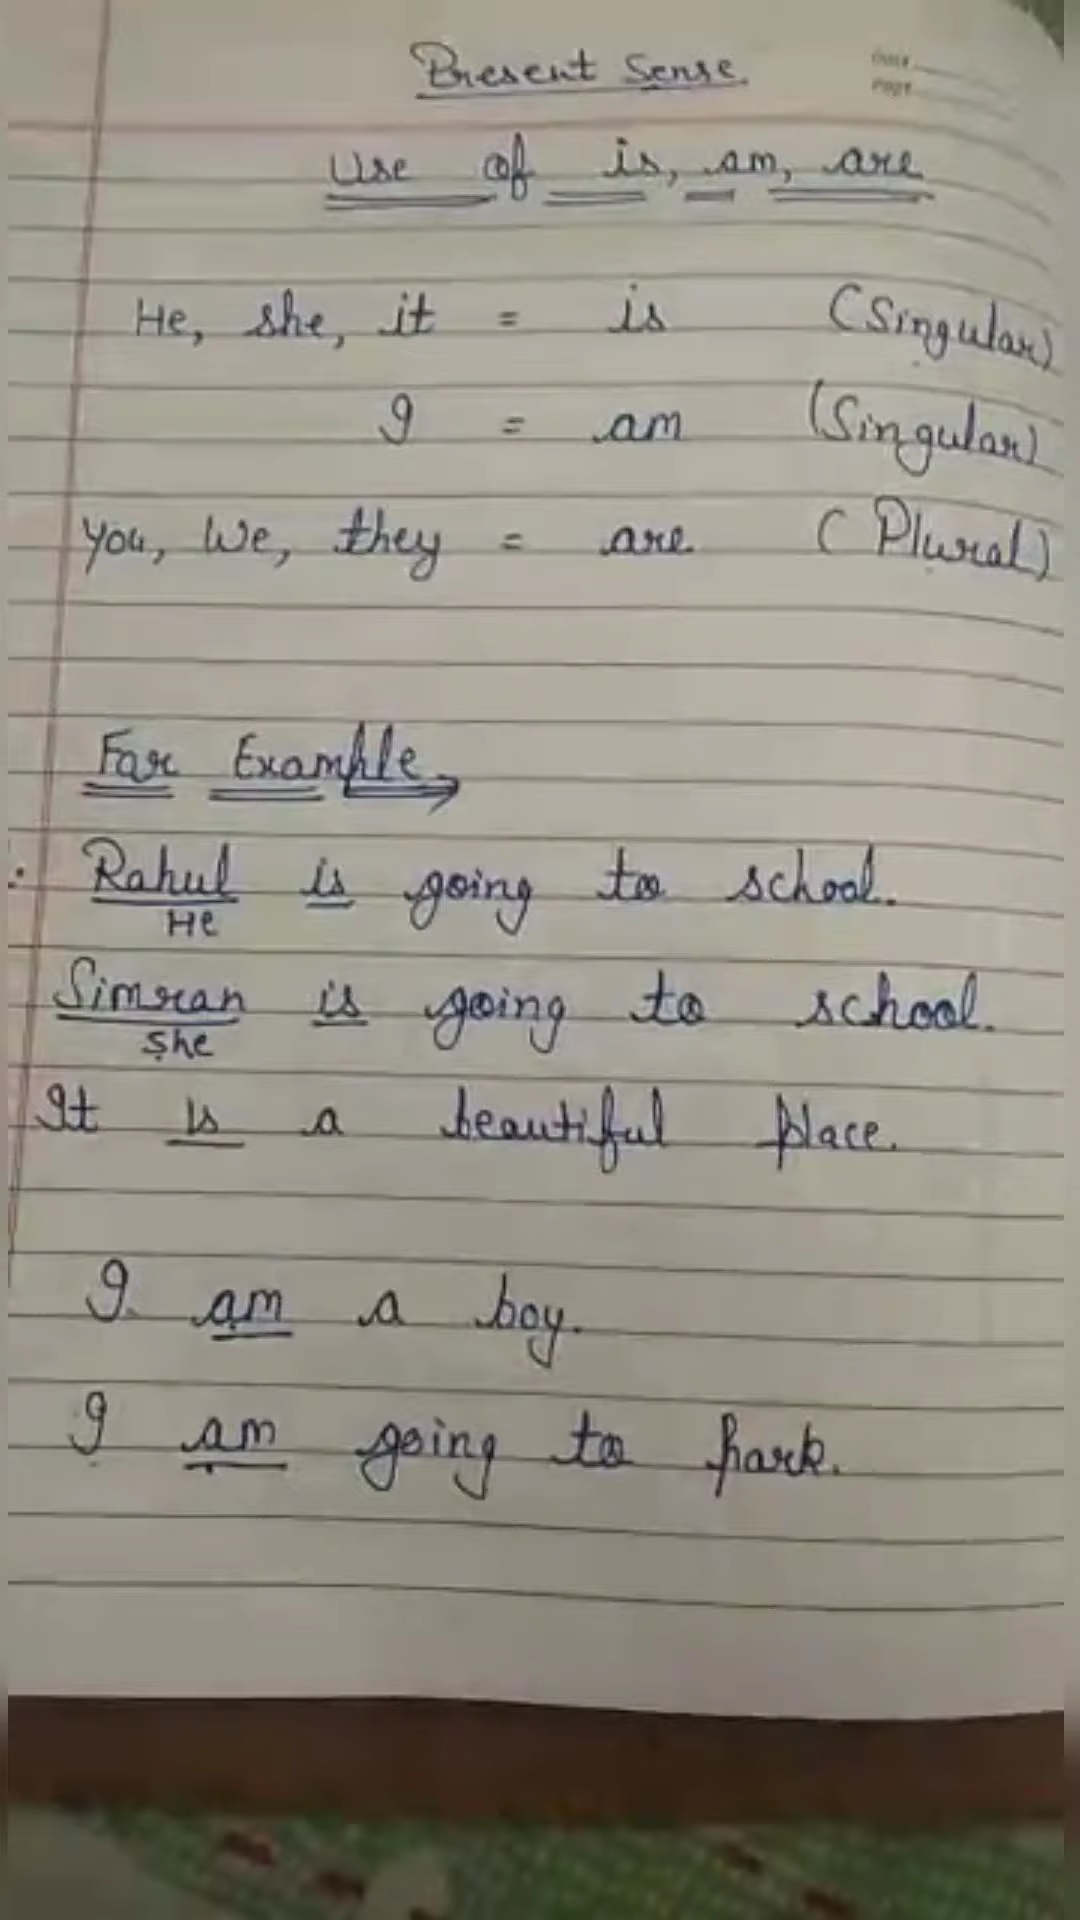 Present Sense
Date
Page
Use of is, am, are
He, she, it = is (Singular)
I = am (Singular)
You, We, they = are (Plural)
For Example
Rahul is going to school.
He
Simran is going to school.
She
It is a beautiful place.
I am a boy.
I am going to park.